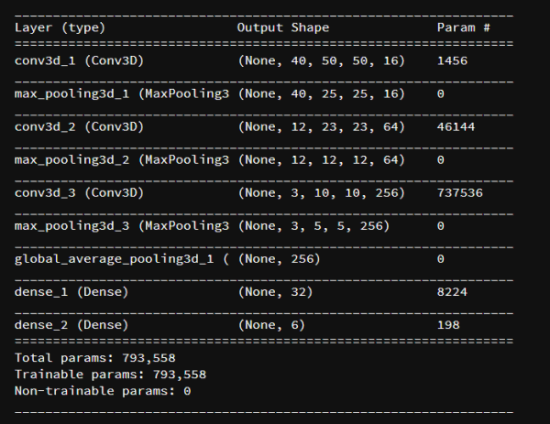 Layer (type) Output Shape Param #
conv3d_1 (Conv3D) (None, 40, 50, 50, 16) 1456
max_pooling3d_1 (MaxPooling3 (None, 40, 25, 25, 16) 0
conv3d_2 (Conv3D) (None, 12, 23, 23, 64) 46144
max_pooling3d_2 (MaxPooling3 (None, 12, 12, 12, 64) 0
conv3d_3 (Conv3D) (None, 3, 10, 10, 256) 737536
max_pooling3d_3 (MaxPooling3 (None, 3, 5, 5, 256) 0
global_average_pooling3d_1 ( (None, 256) 0
dense_1 (Dense) (None, 32) 8224
dense_2 (Dense) (None, 6) 198
Total params: 793,558
Trainable params: 793,558
Non-trainable params: 0